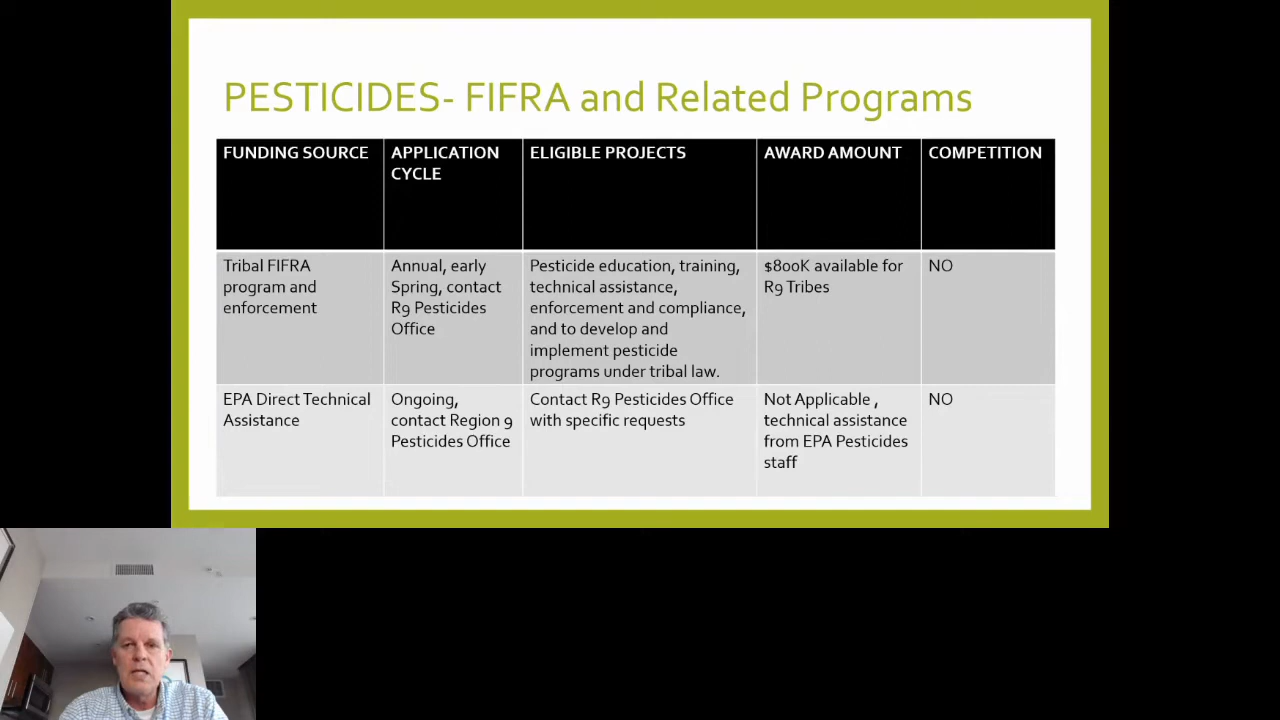 PESTICIDES- FIFRA and Related Programs
FUNDING SOURCE
APPLICATION
CYCLE
ELIGIBLE PROJECTS
AWARD AMOUNT
COMPETITION
Tribal FIFRA
program and
enforcement
Annual, early
Spring, contact
R9 Pesticides
Office
Pesticide education, training,
technical assistance,
enforcement and compliance,
and to develop and
implement pesticide
programs under tribal law.
$800K available for
R9 Tribes
NO
EPA Direct Technical
Assistance
Ongoing,
contact Region 9
Pesticides Office
Contact R9 Pesticides Office
with specific requests
Not Applicable ,
technical assistance
from EPA Pesticides
staff
NO